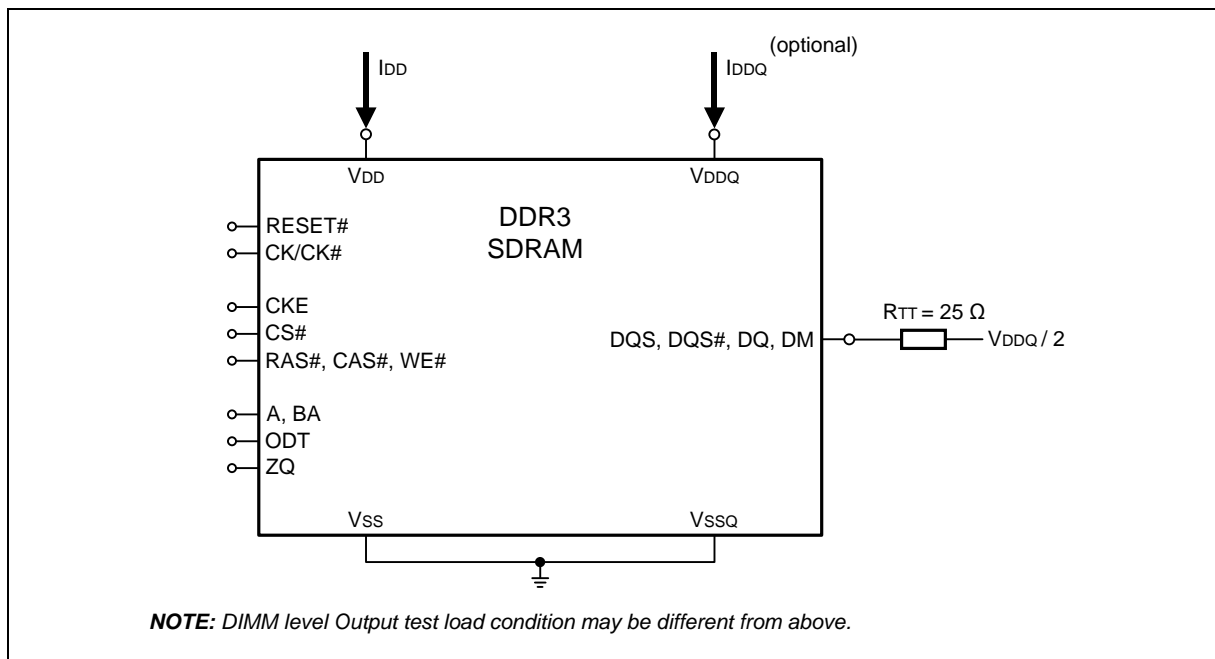 (optional)
IDD
IDDQ
VDD
VDDQ
DDR3
SDRAM
RESET#
CK/CK#
CKE
CS#
RAS#, CAS#, WE#
A, BA
ODT
ZQ
DQS, DQS#, DQ, DM
RTT = 25 Ω
VDDQ / 2
VSS
VSSQ
NOTE: DIMM level Output test load condition may be different from above.